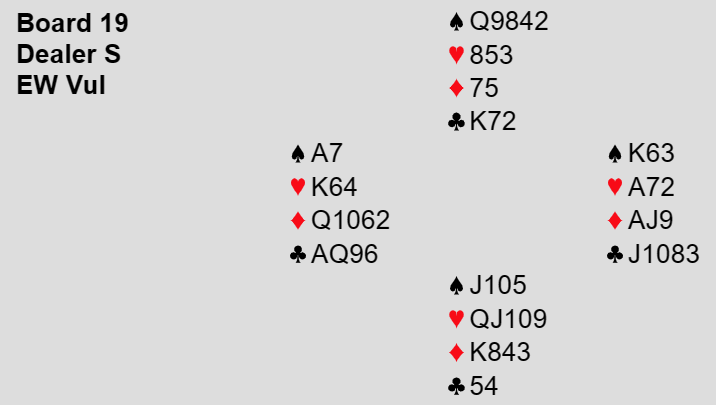 Board 19
Dealer S
EW Vul
♠ Q9842
♥ 853
♦ 75
♣ K72
♠ A7
♥ K64
♦ Q1062
♣ AQ96
♠ K63
♥ A72
♦ AJ9
♣ J1083
♠ J105
♥ QJ109
♦ K843
♣ 54